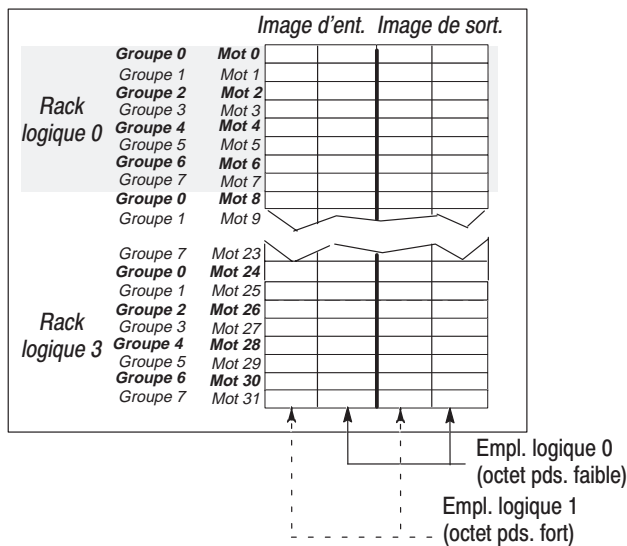 Image d'ent. Image de sort.
Groupe 0 Mot 0
Groupe 1 Mot 1
Groupe 2 Mot 2
Rack Groupe 3 Mot 3
logique 0 Groupe 4 Mot 4
Groupe 5 Mot 5
Groupe 6 Mot 6
Groupe 7 Mot 7
Groupe 0 Mot 8
Groupe 1 Mot 9
Groupe 7 Mot 23
Groupe 0 Mot 24
Groupe 1 Mot 25
Groupe 2 Mot 26
Rack Groupe 3 Mot 27
logique 3 Groupe 4 Mot 28
Groupe 5 Mot 29
Groupe 6 Mot 30
Groupe 7 Mot 31
Empl. logique 0
(octet pds. faible)
Empl. logique 1
(octet pds. fort)